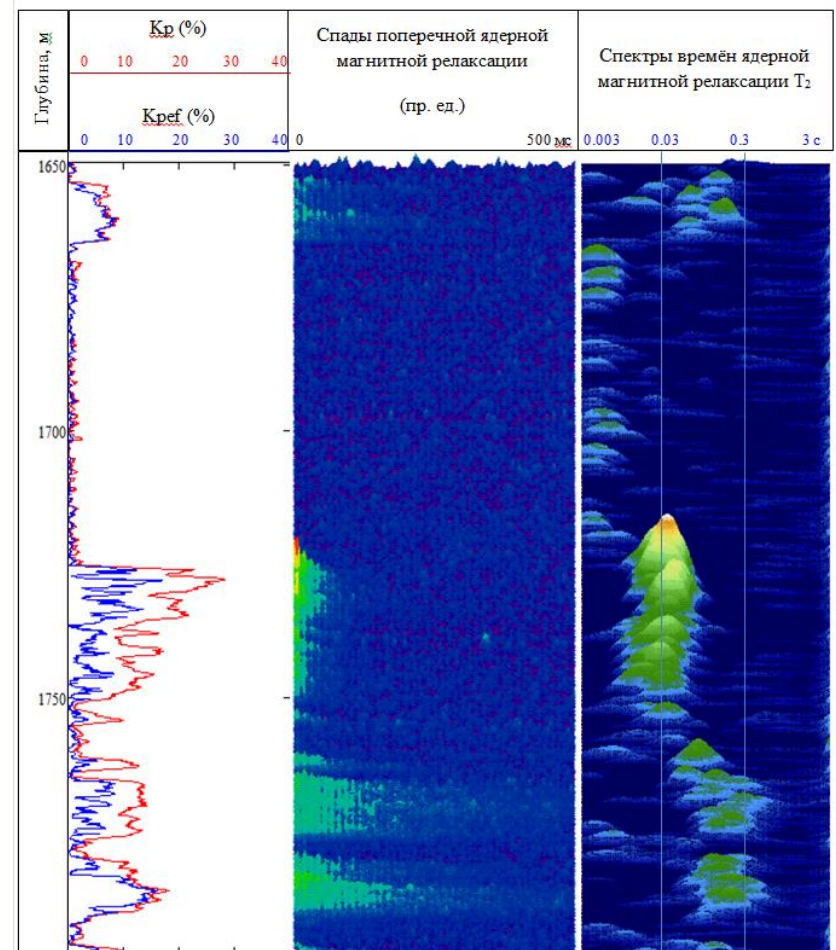 Глубина, м
Kp (%)
0 10 20 30 40
Kpef (%)
0 10 20 30 40
Спады поперечной ядерной
магнитной релаксации
(пр. ед.)
0 500 мс
Спектры времён ядерной
магнитной релаксации T₂
0.003 0.03 0.3 3 с
1650
1700
1750